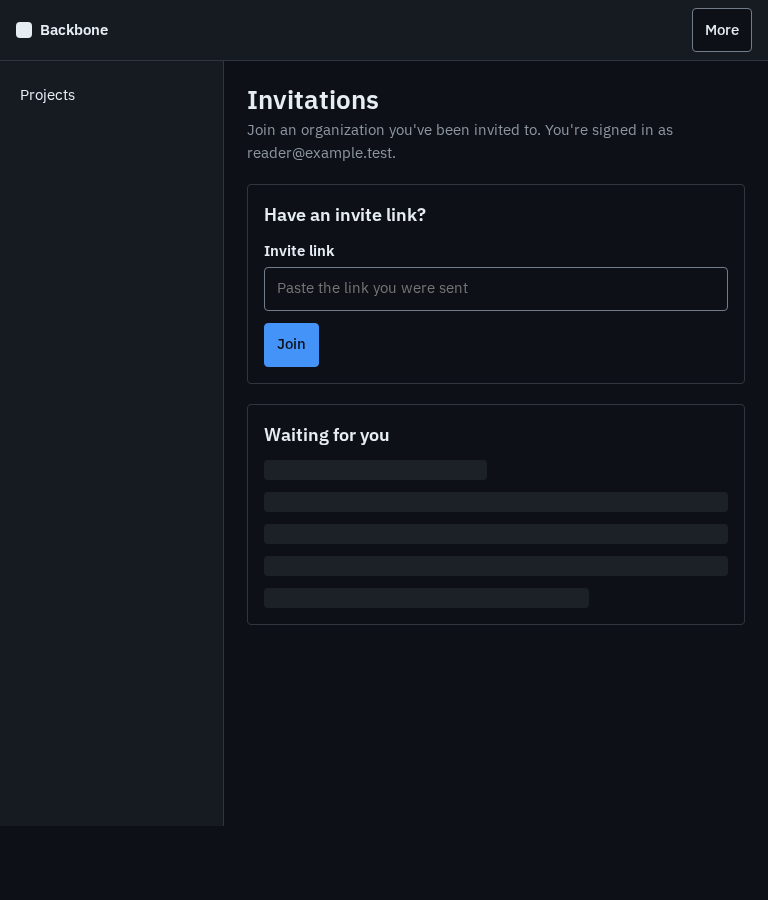 Backbone
More
Projects
Invitations
Join an organization you've been invited to. You're signed in as
reader@example.test.
Have an invite link?
Invite link
Paste the link you were sent
Join
Waiting for you